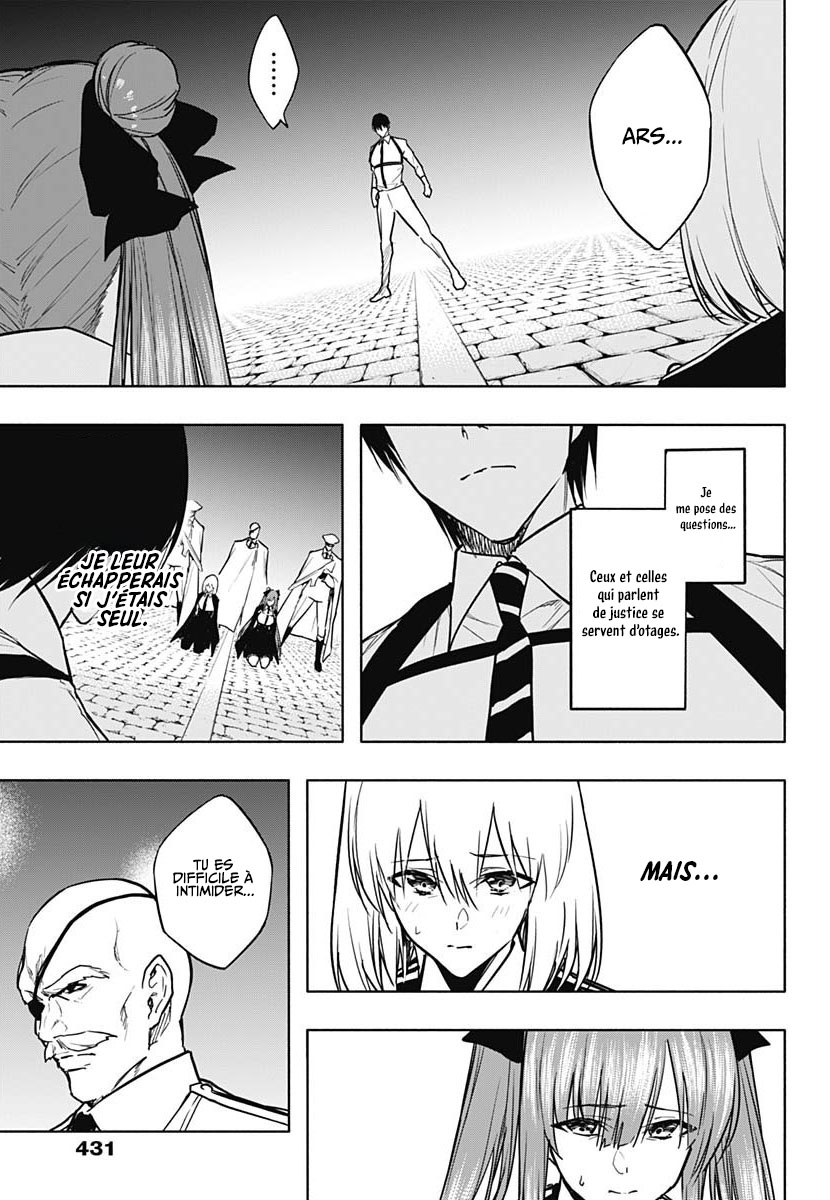 ARS...
......
Je
me pose des
questions...
Ceux et celles
qui parlent
de justice se
servent d'otages.
JE LEUR
ÉCHAPPERAIS
SI J'ÉTAIS
SEUL.
MAIS...
TU ES
DIFFICILE À
INTIMIDER...
431